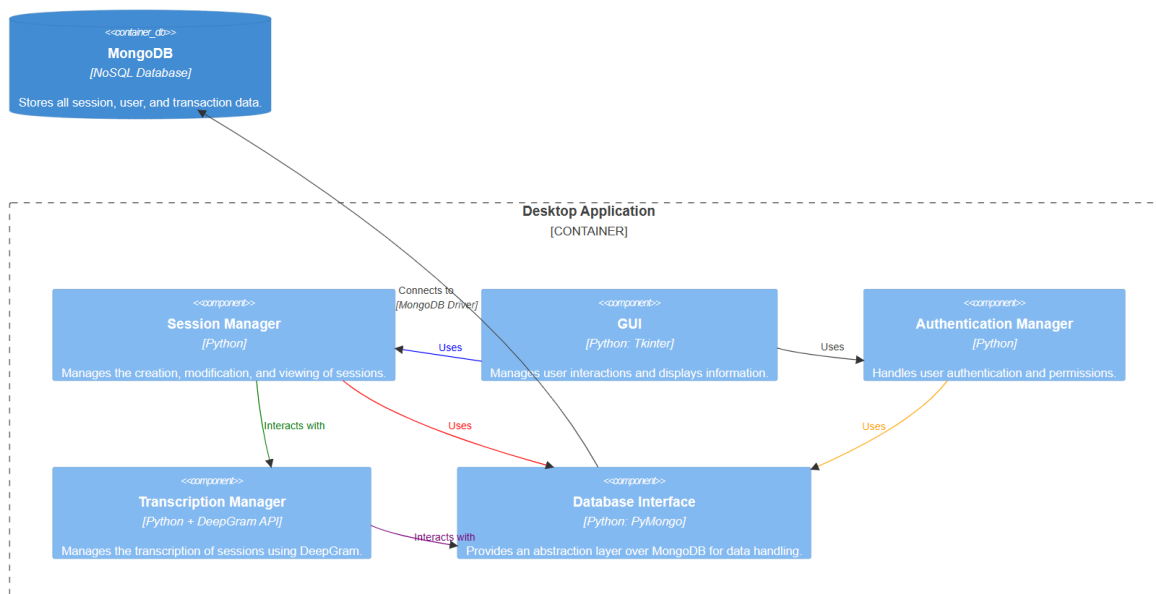 <<container_db>>
MongoDB
[NoSQL Database]
Stores all session, user, and transaction data.
Desktop Application
[CONTAINER]
Connects to
[MongoDB Driver]
<<component>>
Session Manager
[Python]
Manages the creation, modification, and viewing of sessions.
Uses
<<component>>
GUI
[Python: Tkinter]
Manages user interactions and displays information.
Uses
<<component>>
Authentication Manager
[Python]
Handles user authentication and permissions.
Interacts with
Uses
Uses
<<component>>
Transcription Manager
[Python + DeepGram API]
Manages the transcription of sessions using DeepGram.
Interacts with
<<component>>
Database Interface
[Python: PyMongo]
Provides an abstraction layer over MongoDB for data handling.